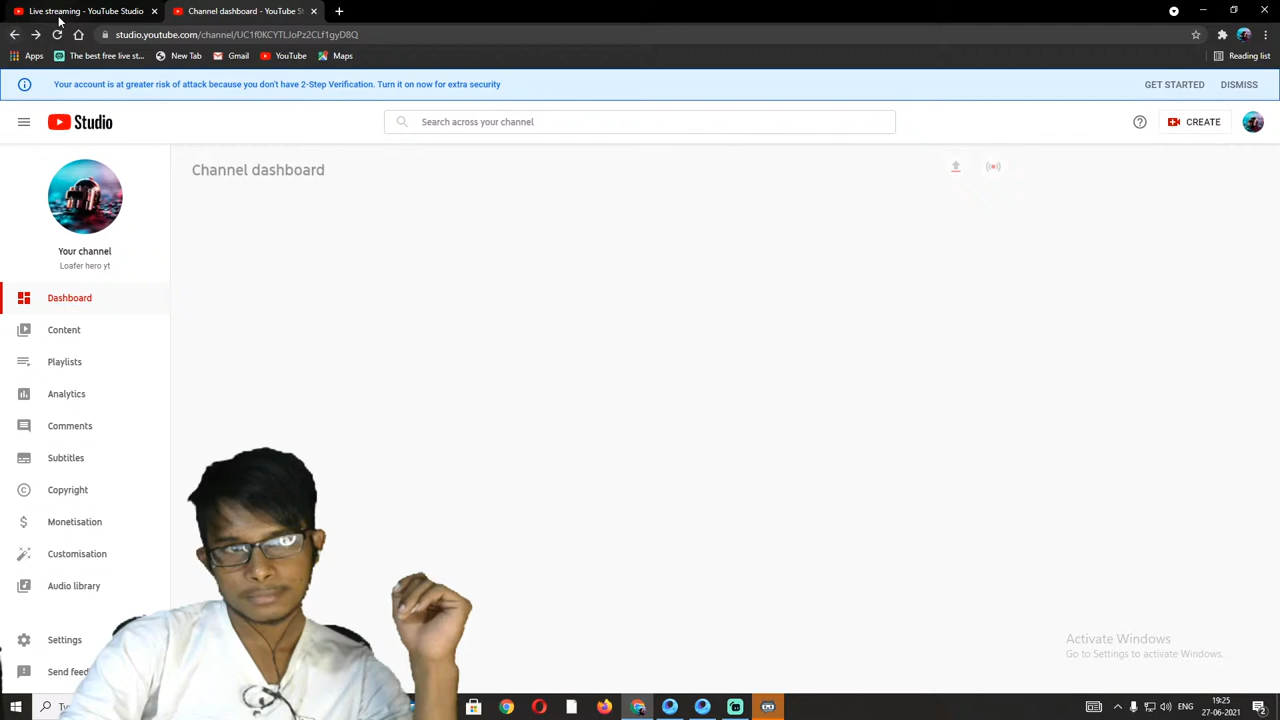 Live streaming - YouTube Studio
Channel dashboard - YouTube S
studio.youtube.com/channel/UC1f0KCYTLJoPz2CLf1gyD8Q
Apps
The best free live st...
New Tab
Gmail
YouTube
Maps
Reading list
Your account is at greater risk of attack because you don't have 2-Step Verification. Turn it on now for extra security
GET STARTED
DISMISS
Studio
Search across your channel
CREATE
Channel dashboard
Your channel
Loafer hero yt
Dashboard
Content
Playlists
Analytics
Comments
Subtitles
Copyright
Monetisation
Customisation
Audio library
Settings
Send feed
Activate Windows
Go to Settings to activate Windows.
Ty
ENG
19:25
27-06-2021
2